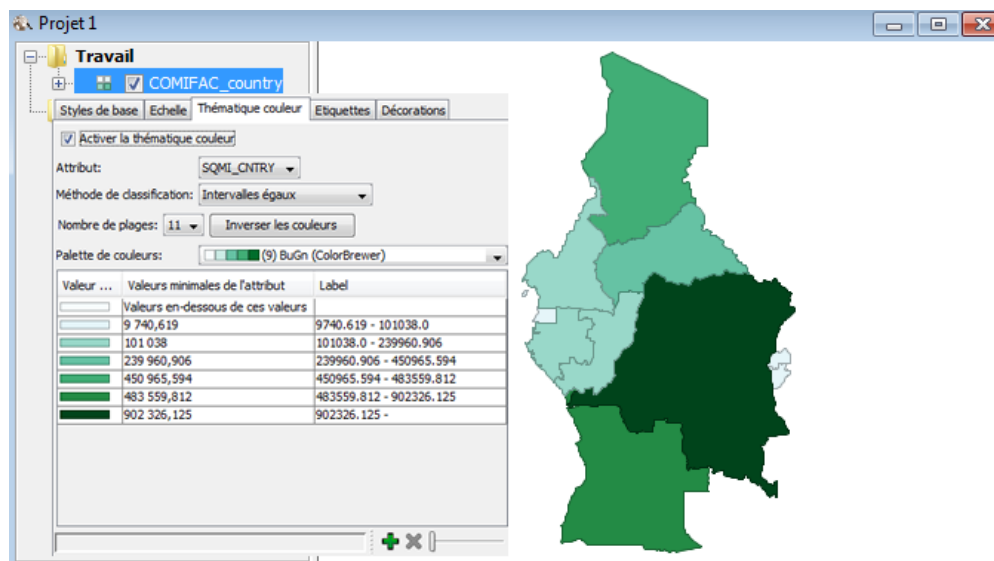 Projet 1
Travail
COMIFAC_country
Styles de base Echelle Thématique couleur Etiquettes Décorations
Activer la thématique couleur
Attribut: SQMI_CNTRY
Méthode de classification: Intervalles égaux
Nombre de plages: 11 Inverser les couleurs
Palette de couleurs: (9) BuGn (ColorBrewer)
Valeur ... Valeurs minimales de l'attribut Label
Valeurs en-dessous de ces valeurs
9 740,619 9740.619 - 101038.0
101 038 101038.0 - 239960.906
239 960,906 239960.906 - 450965.594
450 965,594 450965.594 - 483559.812
483 559,812 483559.812 - 902326.125
902 326,125 902326.125 -